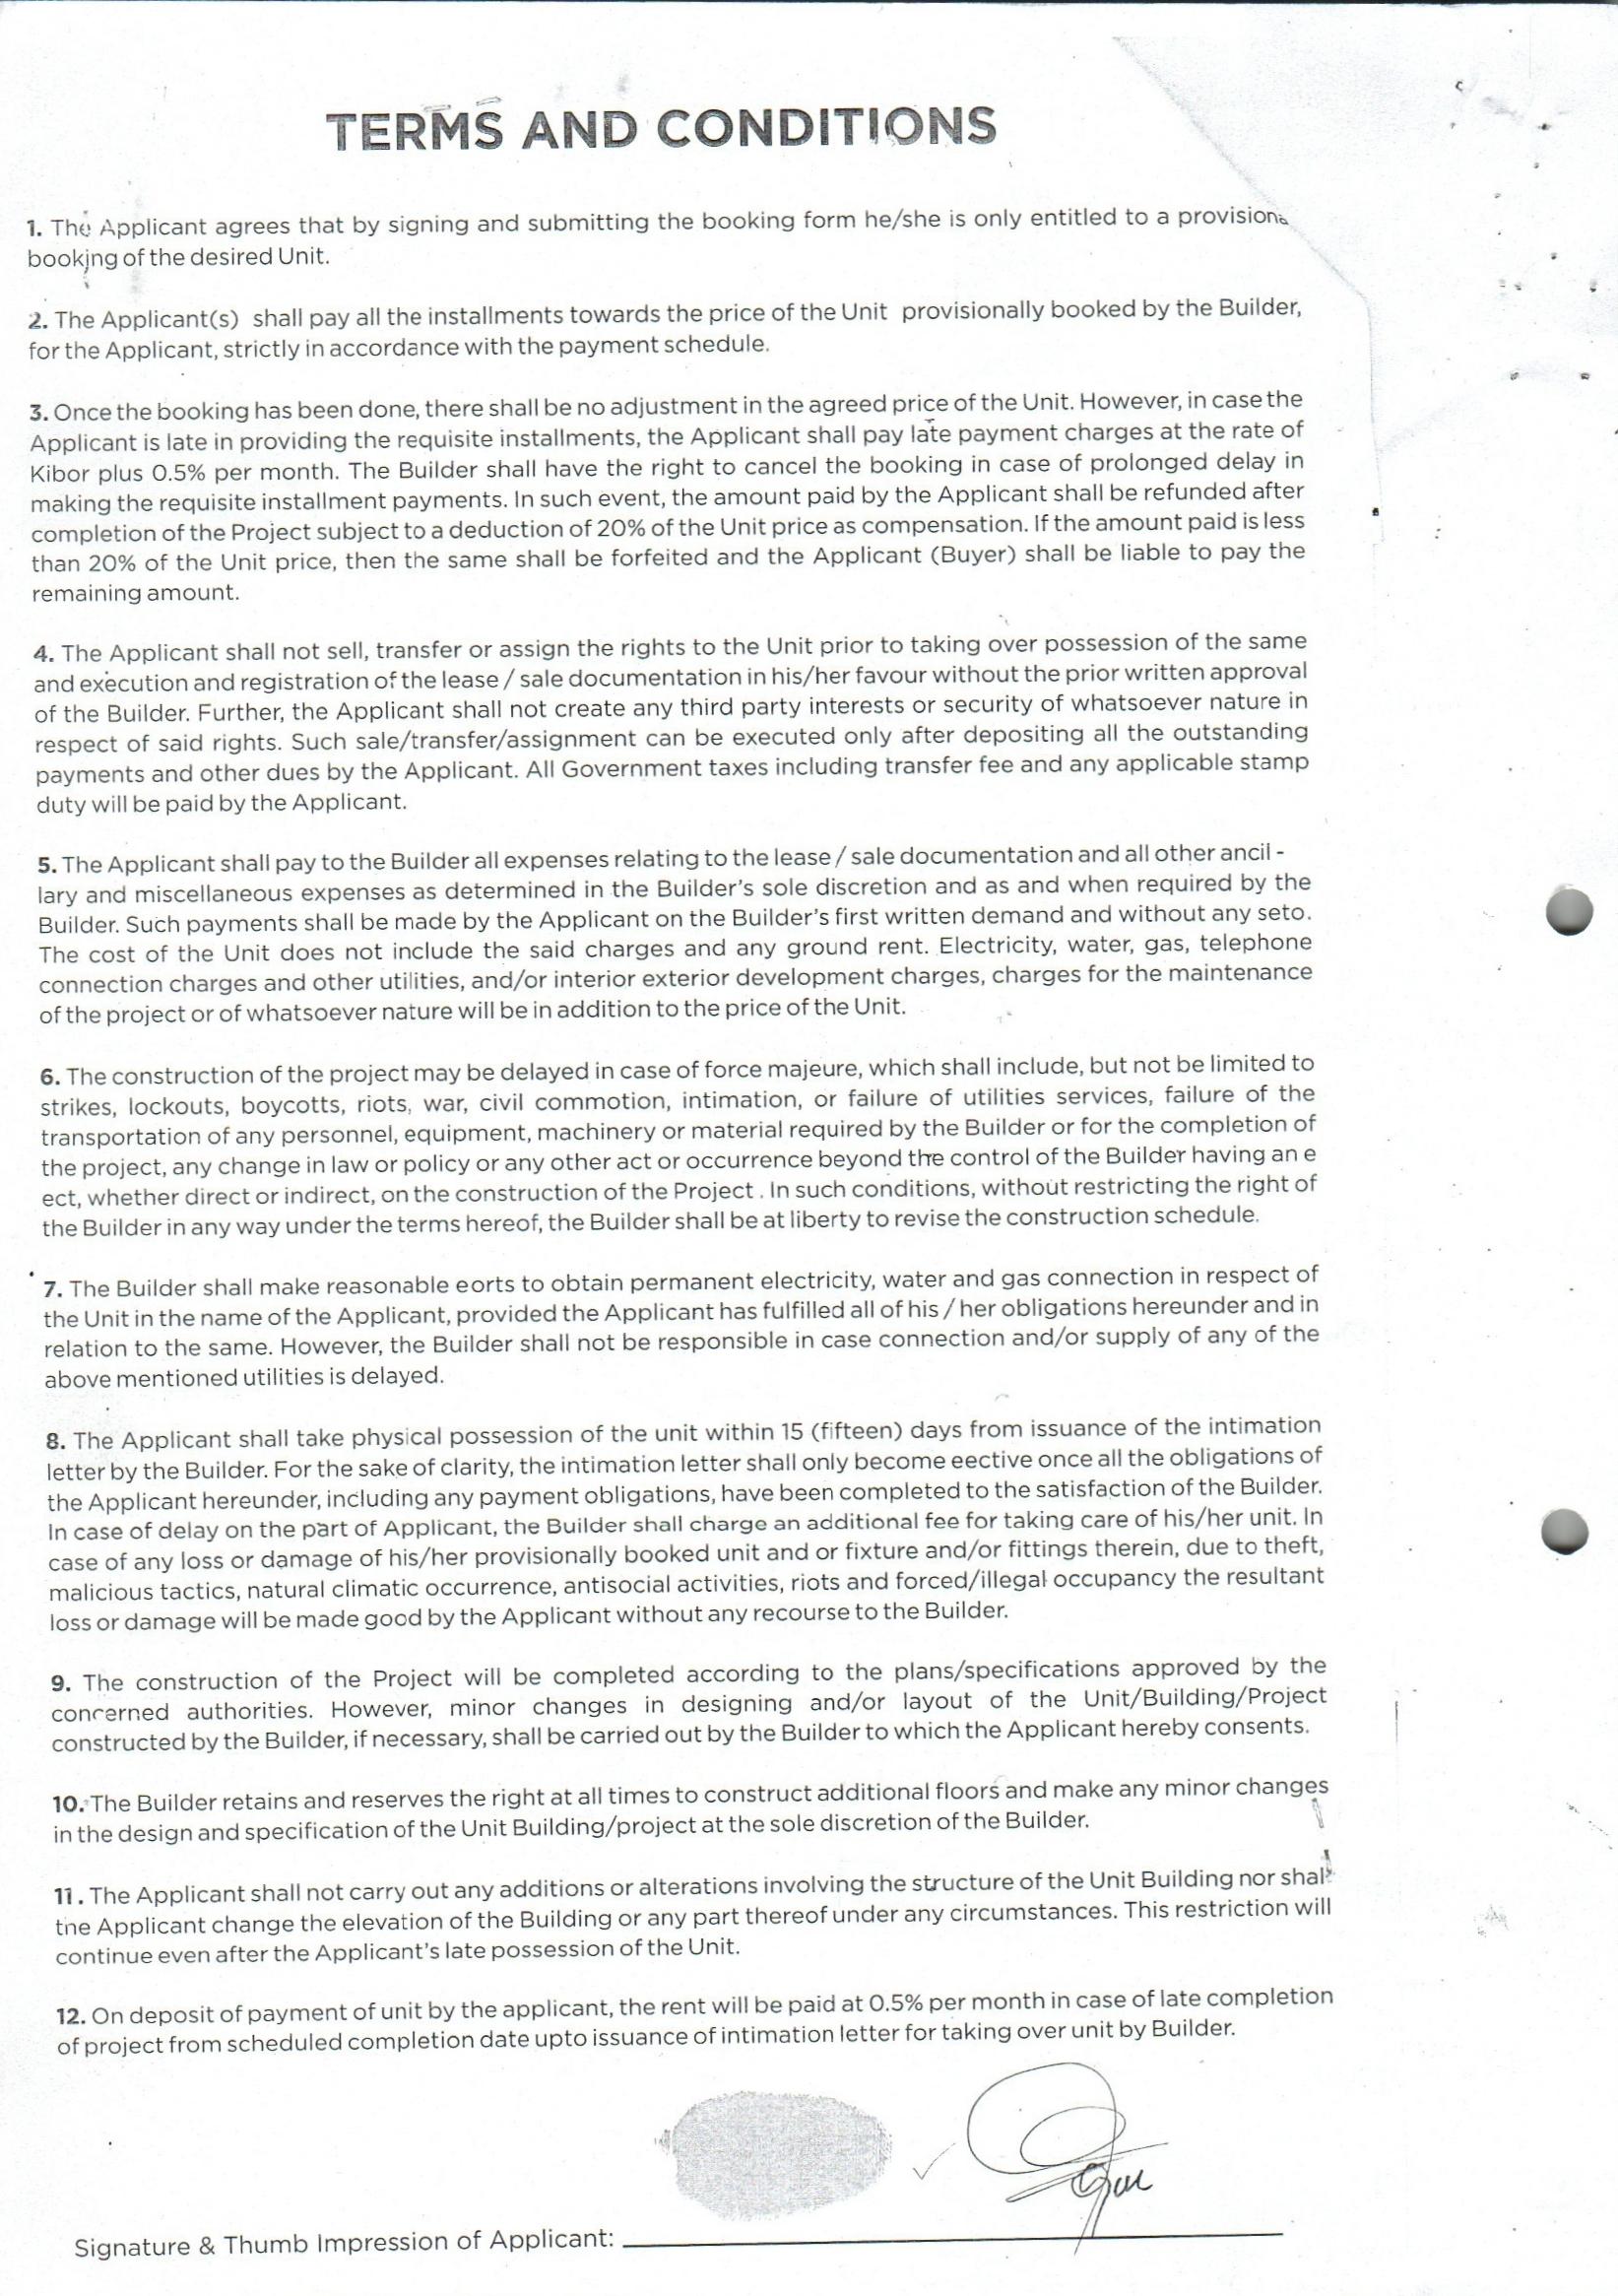 TERMS AND CONDITIONS
1. The Applicant agrees that by signing and submitting the booking form he/she is only entitled to a provisiona
booking of the desired Unit.
2. The Applicant(s) shall pay all the installments towards the price of the Unit provisionally booked by the Builder,
for the Applicant, strictly in accordance with the payment schedule.
3. Once the booking has been done, there shall be no adjustment in the agreed price of the Unit. However, in case the
Applicant is late in providing the requisite installments, the Applicant shall pay late payment charges at the rate of
Kibor plus 0.5% per month. The Builder shall have the right to cancel the booking in case of prolonged delay in
making the requisite installment payments. In such event, the amount paid by the Applicant shall be refunded after
completion of the Project subject to a deduction of 20% of the Unit price as compensation. If the amount paid is less
than 20% of the Unit price, then the same shall be forfeited and the Applicant (Buyer) shall be liable to pay the
remaining amount.
4. The Applicant shall not sell, transfer or assign the rights to the Unit prior to taking over possession of the same
and execution and registration of the lease / sale documentation in his/her favour without the prior written approval
of the Builder. Further, the Applicant shall not create any third party interests or security of whatsoever nature in
respect of said rights. Such sale/transfer/assignment can be executed only after depositing all the outstanding
payments and other dues by the Applicant. All Government taxes including transfer fee and any applicable stamp
duty will be paid by the Applicant.
5. The Applicant shall pay to the Builder all expenses relating to the lease / sale documentation and all other ancil -
lary and miscellaneous expenses as determined in the Builder's sole discretion and as and when required by the
Builder. Such payments shall be made by the Applicant on the Builder's first written demand and without any seto.
The cost of the Unit does not include the said charges and any ground rent. Electricity, water, gas, telephone
connection charges and other utilities, and/or interior exterior development charges, charges for the maintenance
of the project or of whatsoever nature will be in addition to the price of the Unit.
6. The construction of the project may be delayed in case of force majeure, which shall include, but not be limited to
strikes, lockouts, boycotts, riots, war, civil commotion, intimation, or failure of utilities services, failure of the
transportation of any personnel, equipment, machinery or material required by the Builder or for the completion of
the project, any change in law or policy or any other act or occurrence beyond the control of the Builder having an e
ect, whether direct or indirect, on the construction of the Project . In such conditions, without restricting the right of
the Builder in any way under the terms hereof, the Builder shall be at liberty to revise the construction schedule.
7. The Builder shall make reasonable eorts to obtain permanent electricity, water and gas connection in respect of
the Unit in the name of the Applicant, provided the Applicant has fulfilled all of his / her obligations hereunder and in
relation to the same. However, the Builder shall not be responsible in case connection and/or supply of any of the
above mentioned utilities is delayed.
8. The Applicant shall take physical possession of the unit within 15 (fifteen) days from issuance of the intimation
letter by the Builder. For the sake of clarity, the intimation letter shall only become eective once all the obligations of
the Applicant hereunder, including any payment obligations, have been completed to the satisfaction of the Builder.
In case of delay on the part of Applicant, the Builder shall charge an additional fee for taking care of his/her unit. In
case of any loss or damage of his/her provisionally booked unit and or fixture and/or fittings therein, due to theft,
malicious tactics, natural climatic occurrence, antisocial activities, riots and forced/illegal occupancy the resultant
loss or damage will be made good by the Applicant without any recourse to the Builder.
9. The construction of the Project will be completed according to the plans/specifications approved by the
concerned authorities. However, minor changes in designing and/or layout of the Unit/Building/Project
constructed by the Builder, if necessary, shall be carried out by the Builder to which the Applicant hereby consents.
10. The Builder retains and reserves the right at all times to construct additional floors and make any minor changes
in the design and specification of the Unit Building/project at the sole discretion of the Builder.
11. The Applicant shall not carry out any additions or alterations involving the structure of the Unit Building nor shall
the Applicant change the elevation of the Building or any part thereof under any circumstances. This restriction will
continue even after the Applicant's late possession of the Unit.
12. On deposit of payment of unit by the applicant, the rent will be paid at 0.5% per month in case of late completion
of project from scheduled completion date upto issuance of intimation letter for taking over unit by Builder.
Signature & Thumb Impression of Applicant: